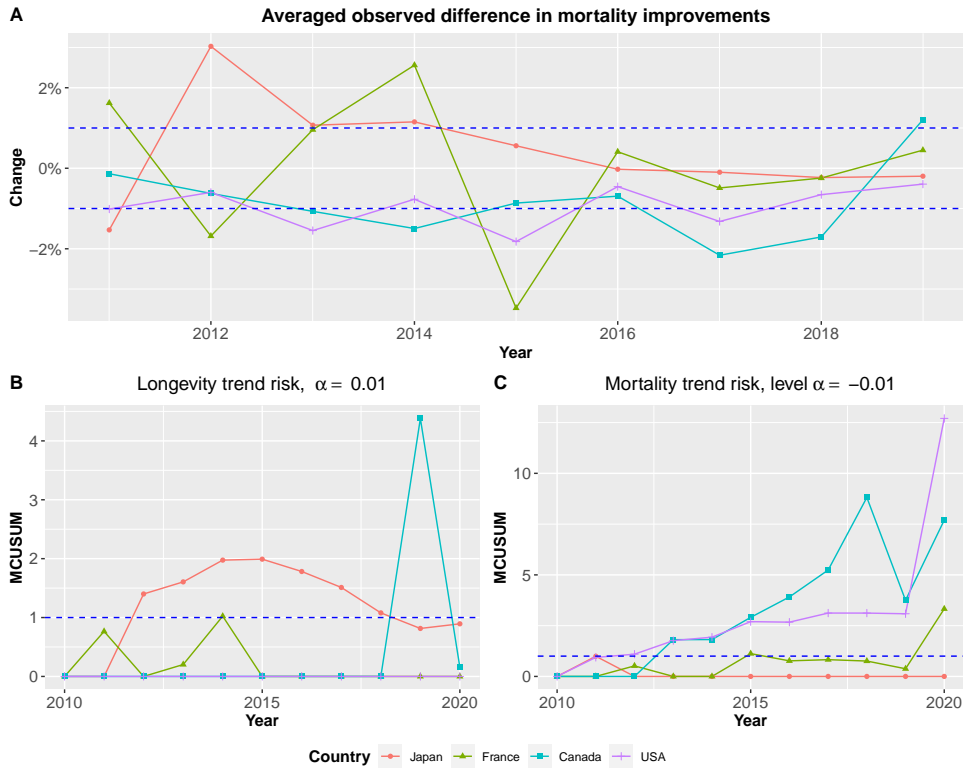 A
Averaged observed difference in mortality improvements
Change
2%
0%
−2%
2012
2014
2016
2018
Year
B
Longevity trend risk, α = 0.01
MCUSUM
4
3
2
1
0
2010
2015
2020
Year
C
Mortality trend risk, level α = −0.01
MCUSUM
10
5
0
2010
2015
2020
Year
Country Japan France Canada USA